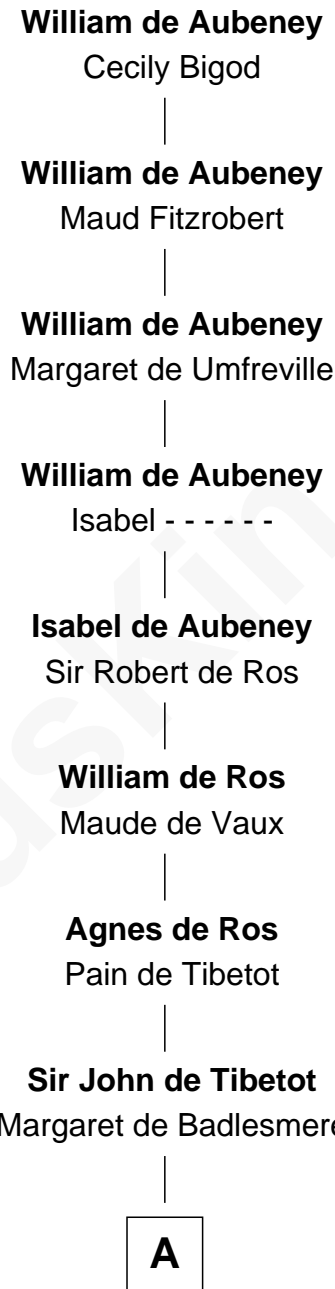 William de Aubeney
Cecily Bigod
William de Aubeney
Maud Fitzrobert
William de Aubeney
Margaret de Umfreville
William de Aubeney
Isabel - - - - - -
Isabel de Aubeney
Sir Robert de Ros
William de Ros
Maude de Vaux
Agnes de Ros
Pain de Tibetot
Sir John de Tibetot
Margaret de Badlesmere
A